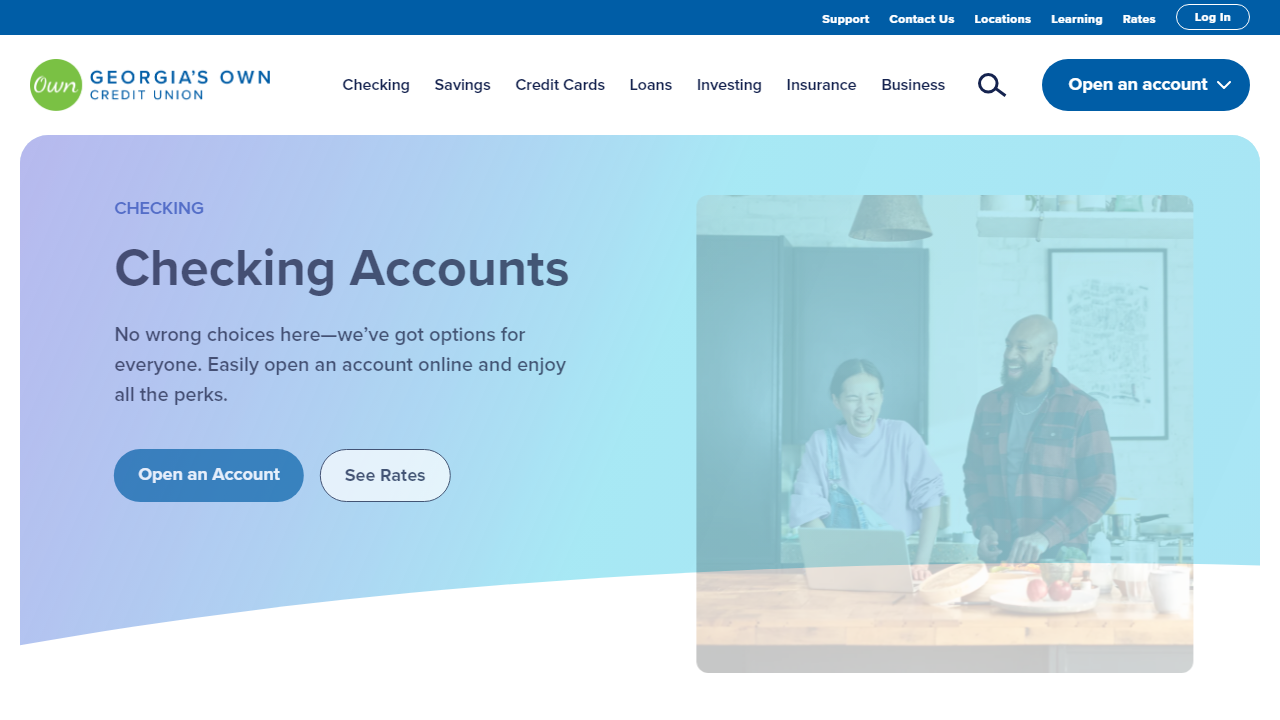 Support Contact Us Locations Learning Rates Log In
Own GEORGIA'S OWN
CREDIT UNION
Checking Savings Credit Cards Loans Investing Insurance Business Open an account
CHECKING
Checking Accounts
No wrong choices here—we’ve got options for
everyone. Easily open an account online and enjoy
all the perks.
Open an Account See Rates